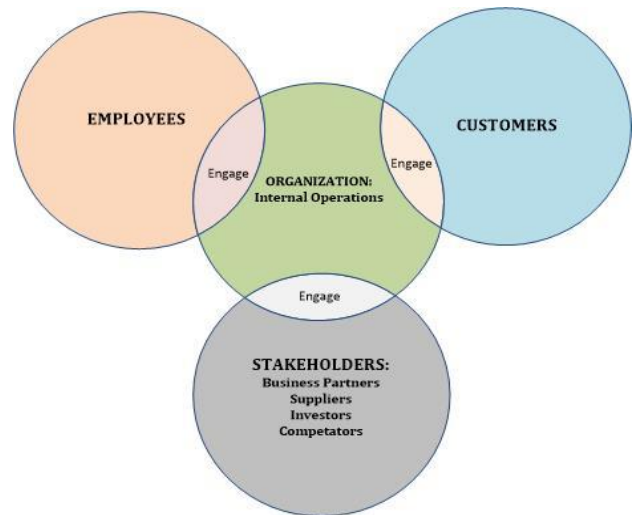 EMPLOYEES
CUSTOMERS
Engage
Engage
ORGANIZATION:
Internal Operations
Engage
STAKEHOLDERS:
Business Partners
Suppliers
Investors
Competators